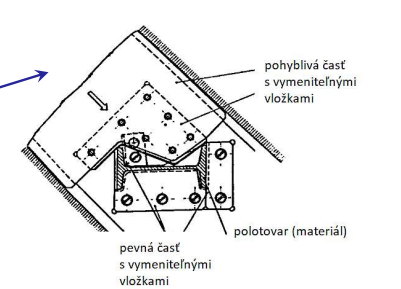 pohyblivá časť
s vymeniteľnými
vložkami
polotovar (materiál)
pevná časť
s vymeniteľnými
vložkami